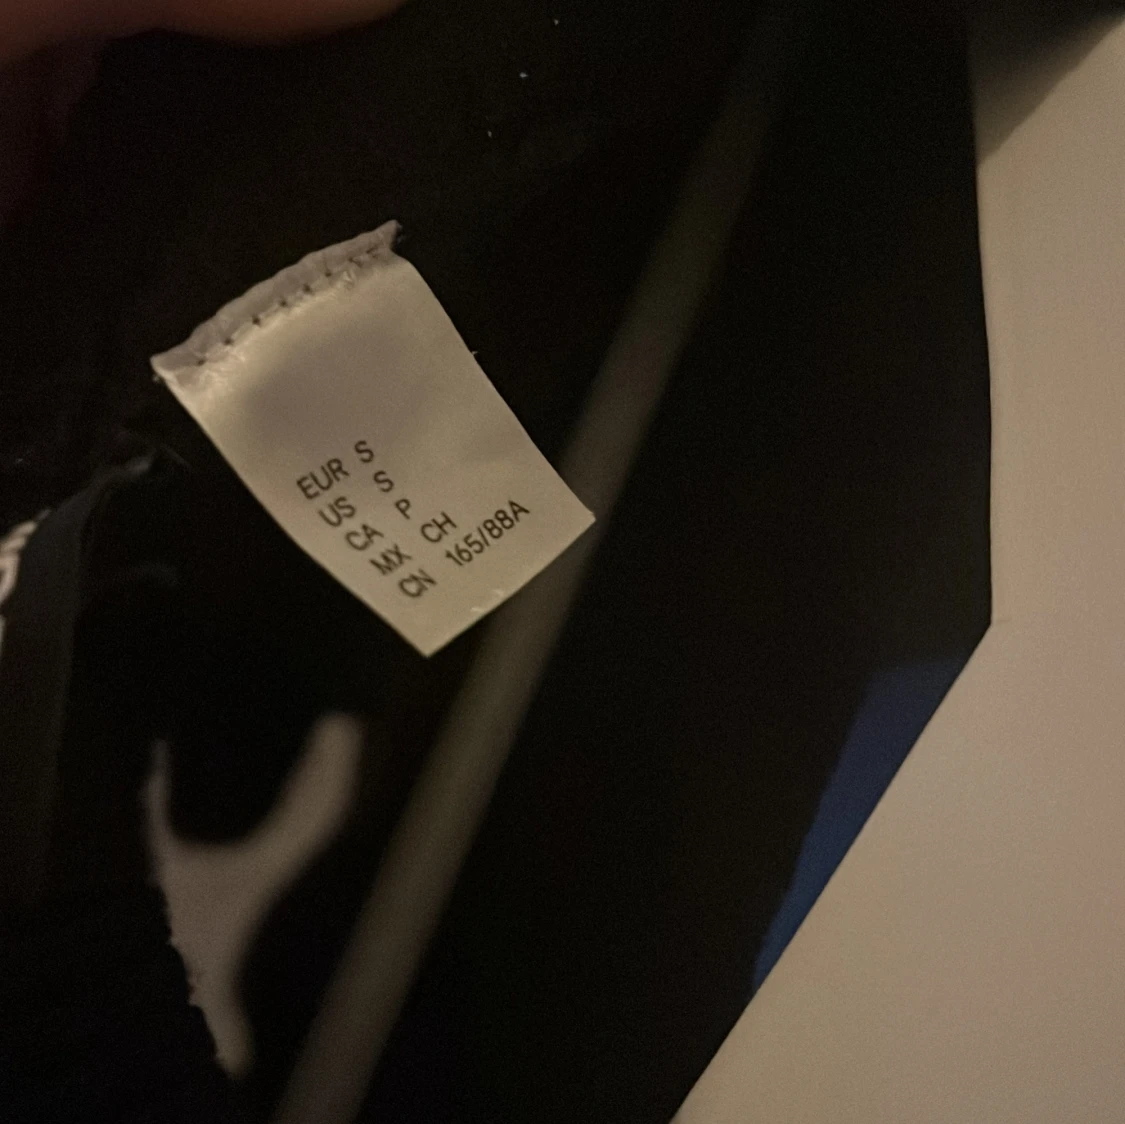 EUR S
US S
CA P
MX CH
CN 165/88A